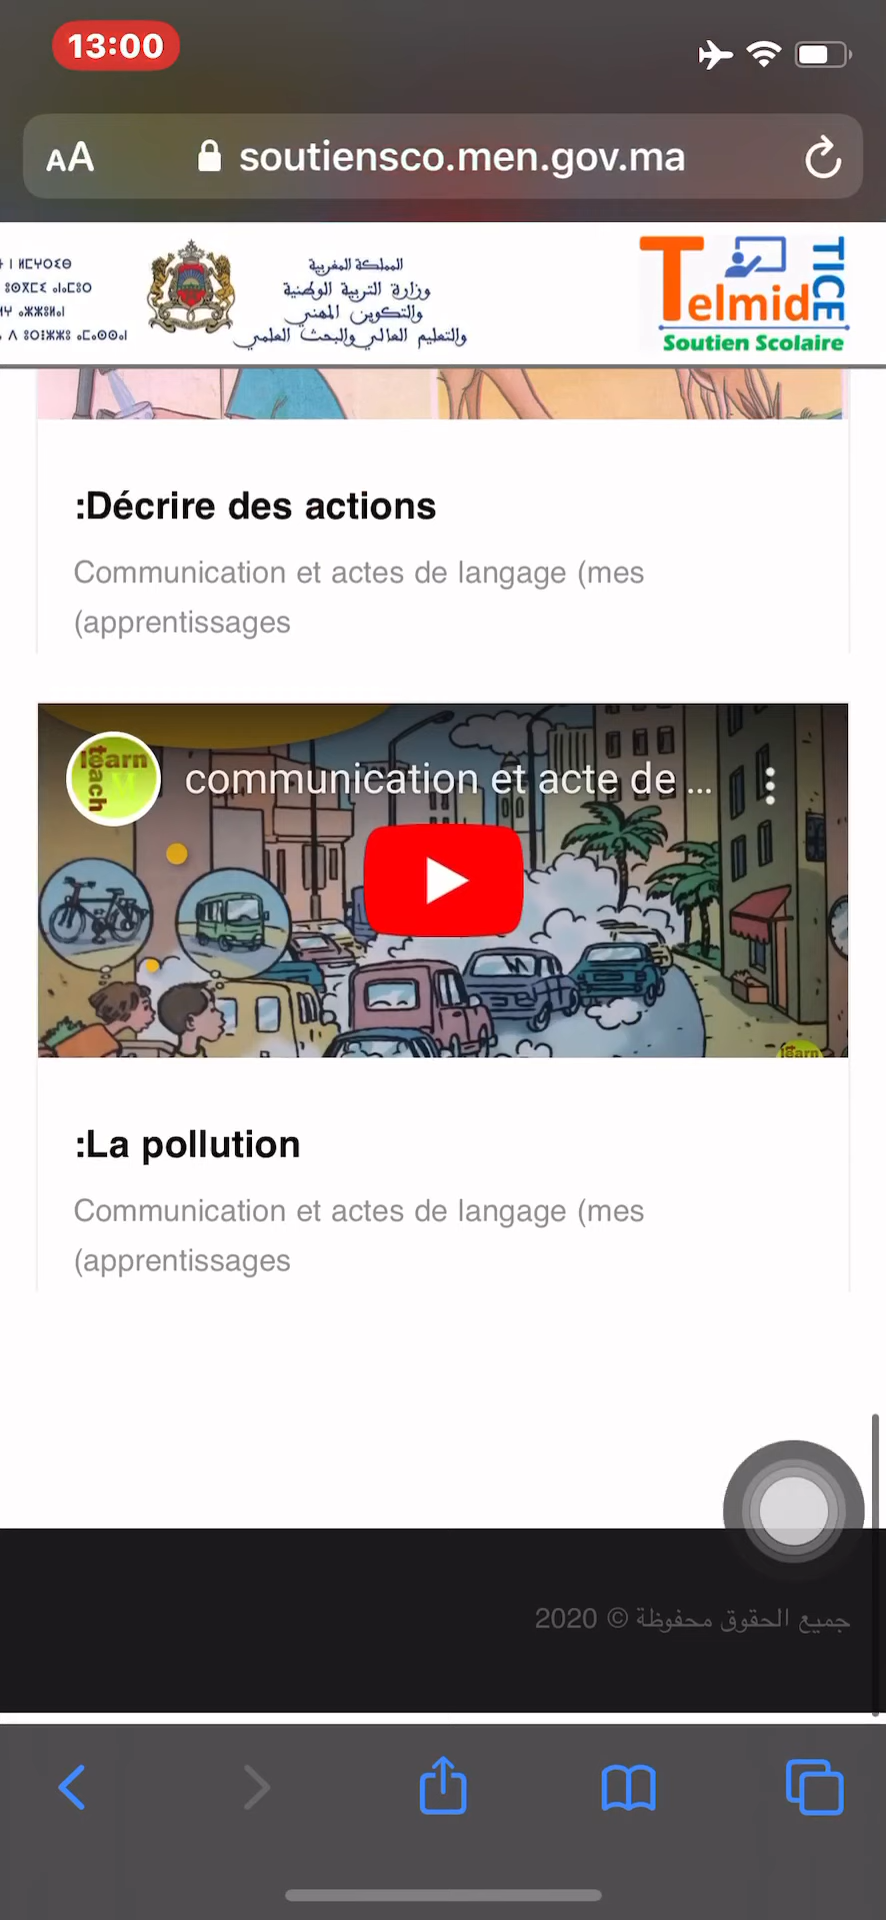 13:00
AA soutiensco.men.gov.ma
المملكة المغربية
وزارة التربية الوطنية
والتكوين المهني
والتعليم العالي والبحث العلمي
Telmid TICE
Soutien Scolaire
:Décrire des actions
Communication et actes de langage (mes
(apprentissages
learn
teach
communication et acte de ...
learn
:La pollution
Communication et actes de langage (mes
(apprentissages
جميع الحقوق محفوظة © 2020